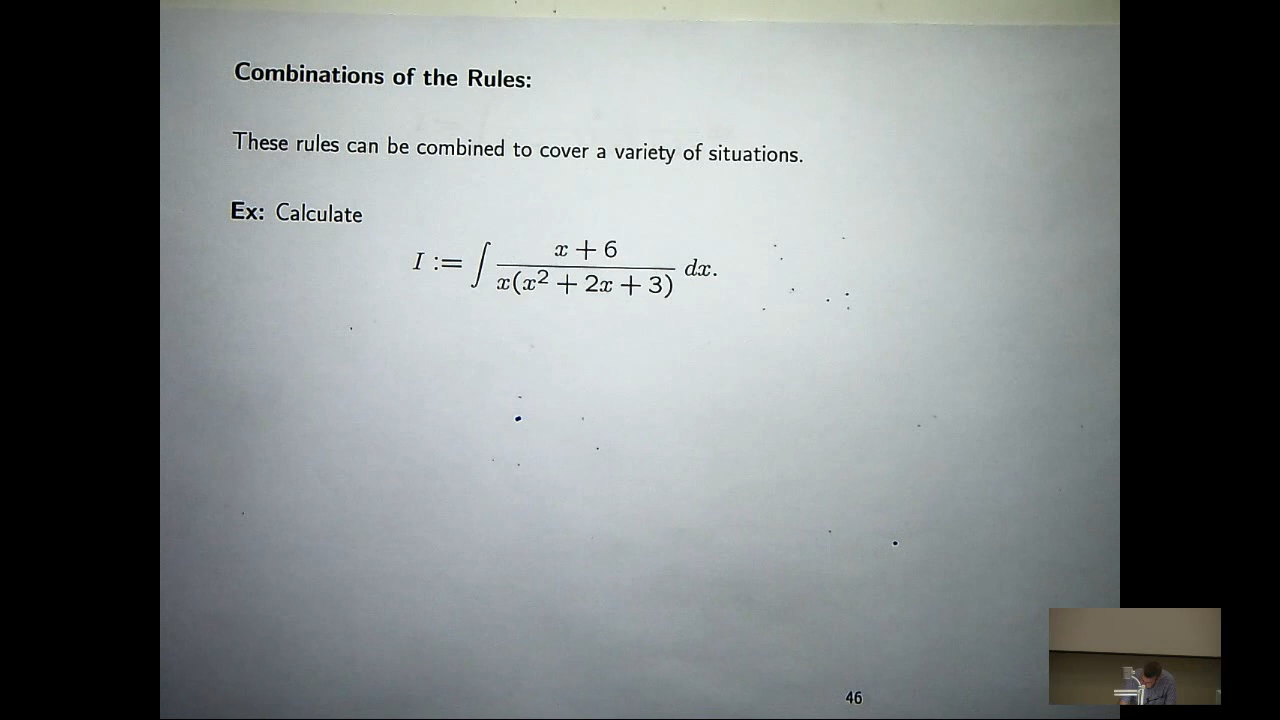 Combinations of the Rules:
These rules can be combined to cover a variety of situations.
Ex: Calculate
I := ∫ (x + 6) / (x(x² + 2x + 3)) dx.
46